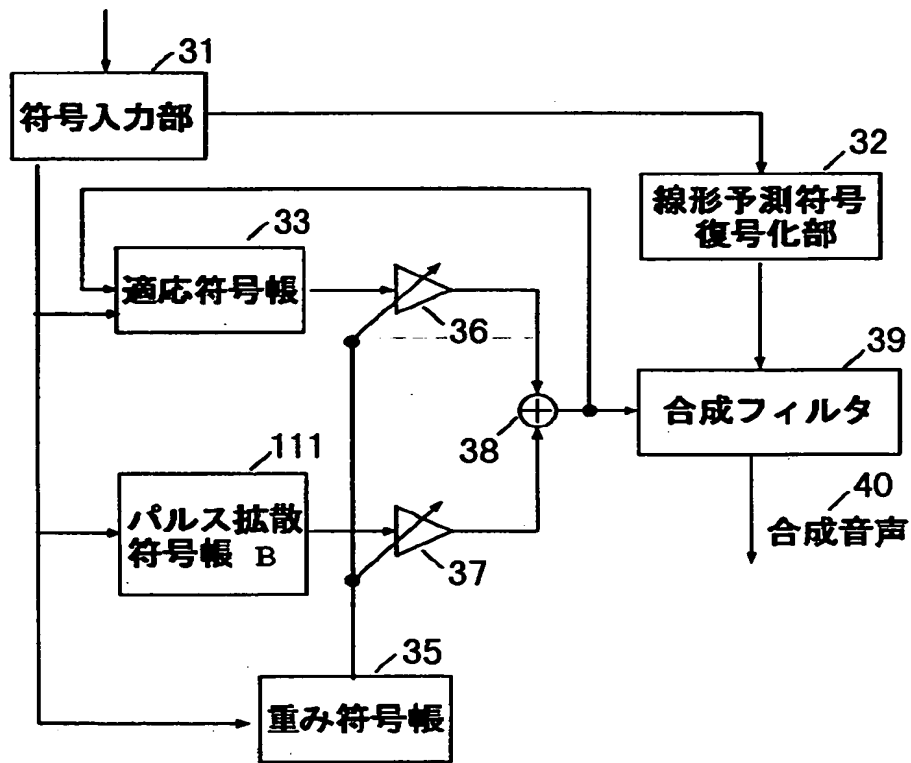 31
符号入力部
32
線形予測符号
復号化部
33
適応符号帳
36
39
合成フィルタ
38
111
パルス拡散
符号帳 B
37
40
合成音声
35
重み符号帳